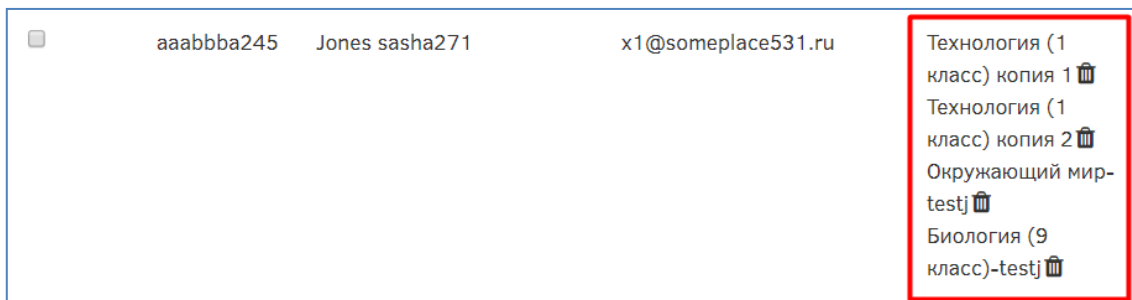 aaabbba245 Jones sasha271 x1@someplace531.ru Технология (1
класс) копия 1
Технология (1
класс) копия 2
Окружающий мир-
testj
Биология (9
класс)-testj